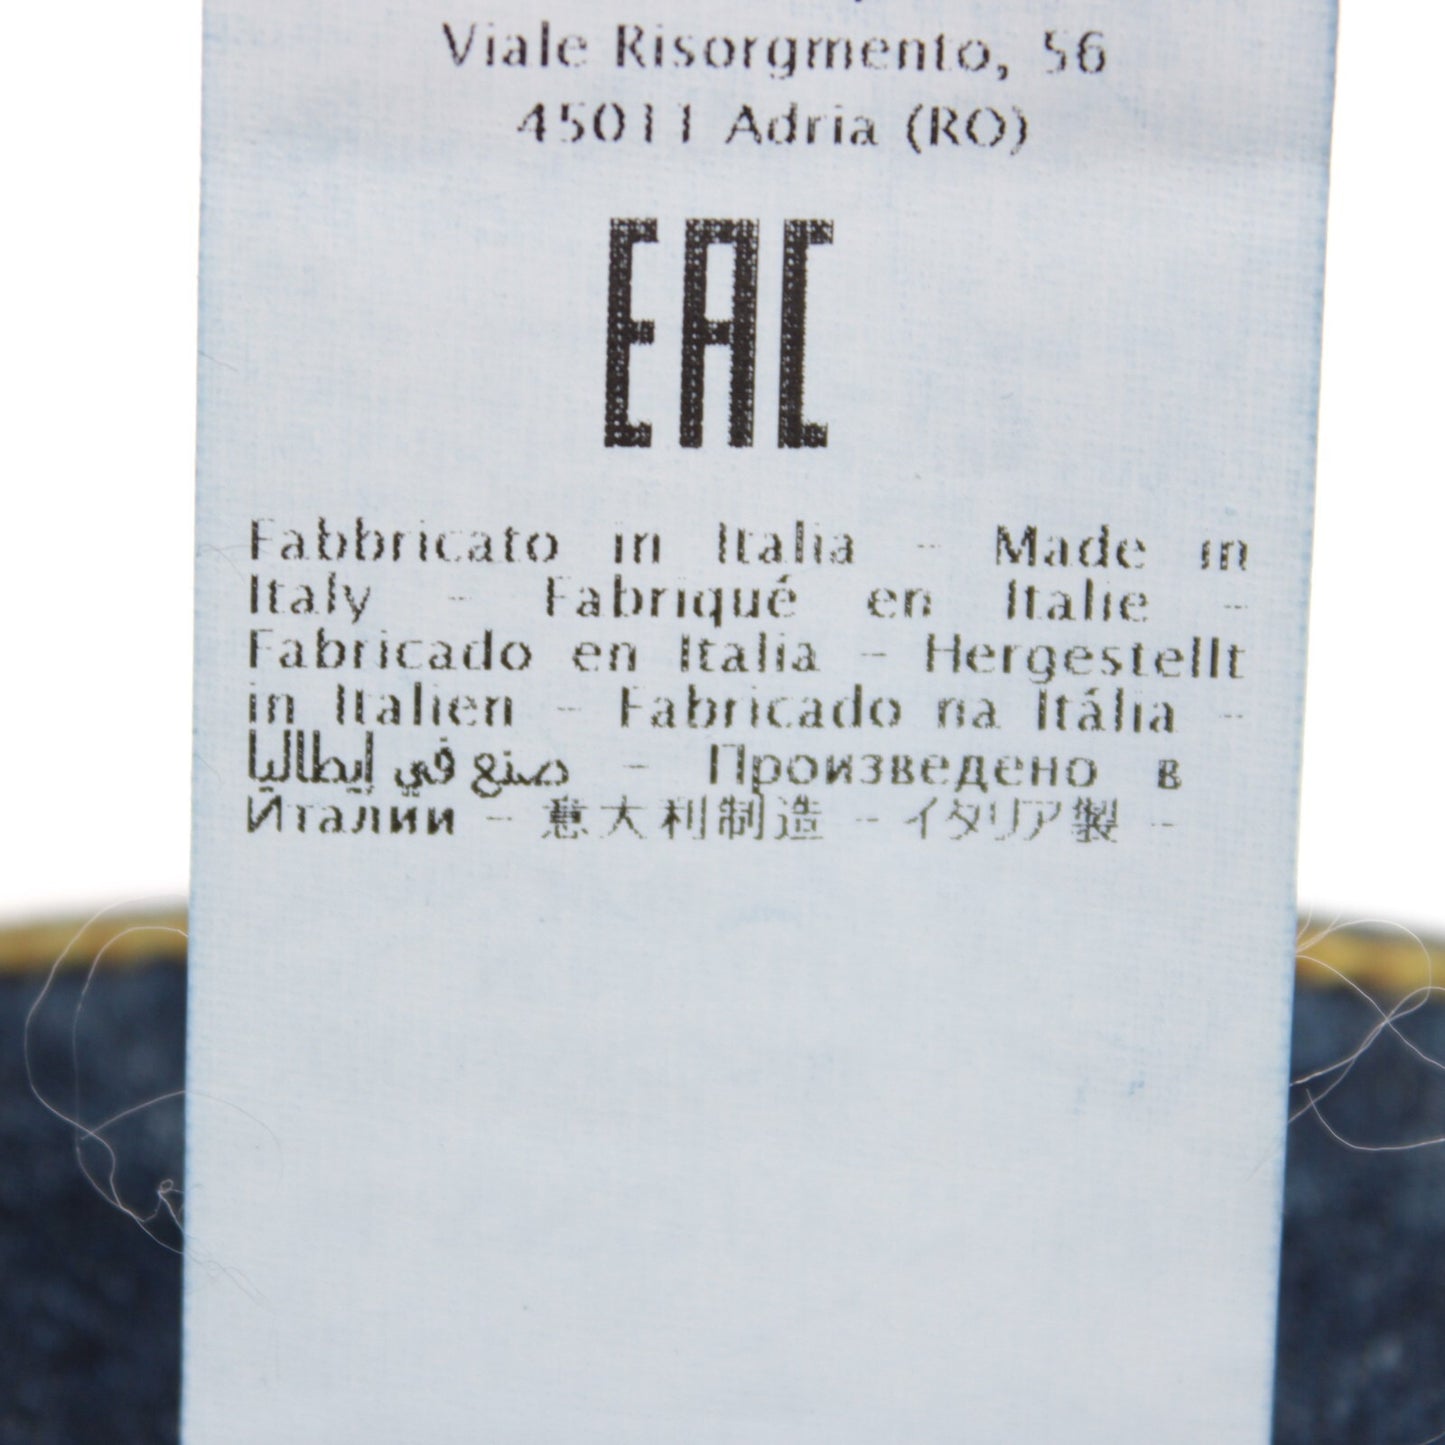 Viale Risorgmento, 56
45011 Adria (RO)
EAC
Fabbricato in Italia - Made in
Italy - Fabriqué en Italie -
Fabricado en Italia - Hergestellt
in Italien - Fabricado na Itália -
صنع في إيطاليا - Произведено в
Италии - 意大利制造 - イタリア製 -